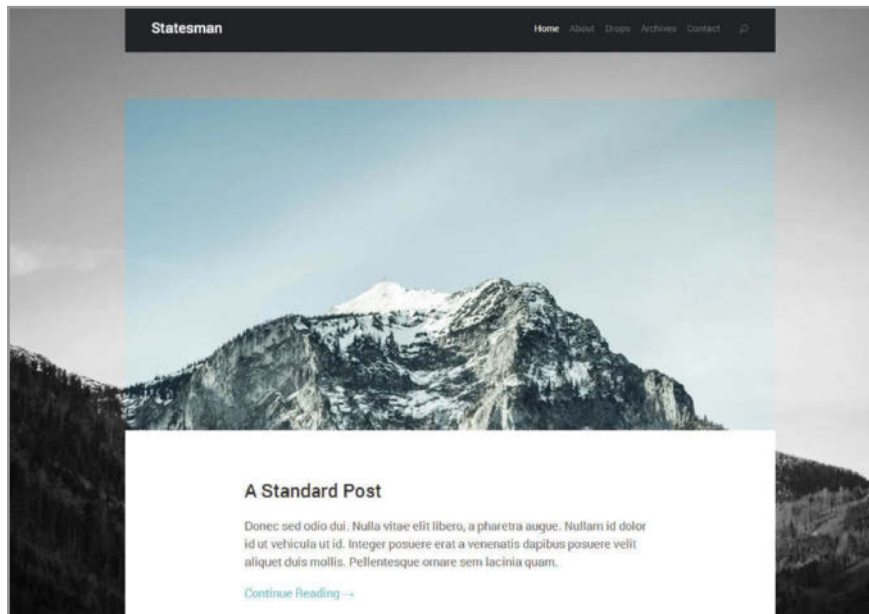 Statesman
Home About Drops Archives Contact
A Standard Post
Donec sed odio dui. Nulla vitae elit libero, a pharetra augue. Nullam id dolor
id ut vehicula ut id. Integer posuere erat a venenatis dapibus posuere velit
aliquet duis mollis. Pellentesque ornare sem lacinia quam.
Continue Reading →